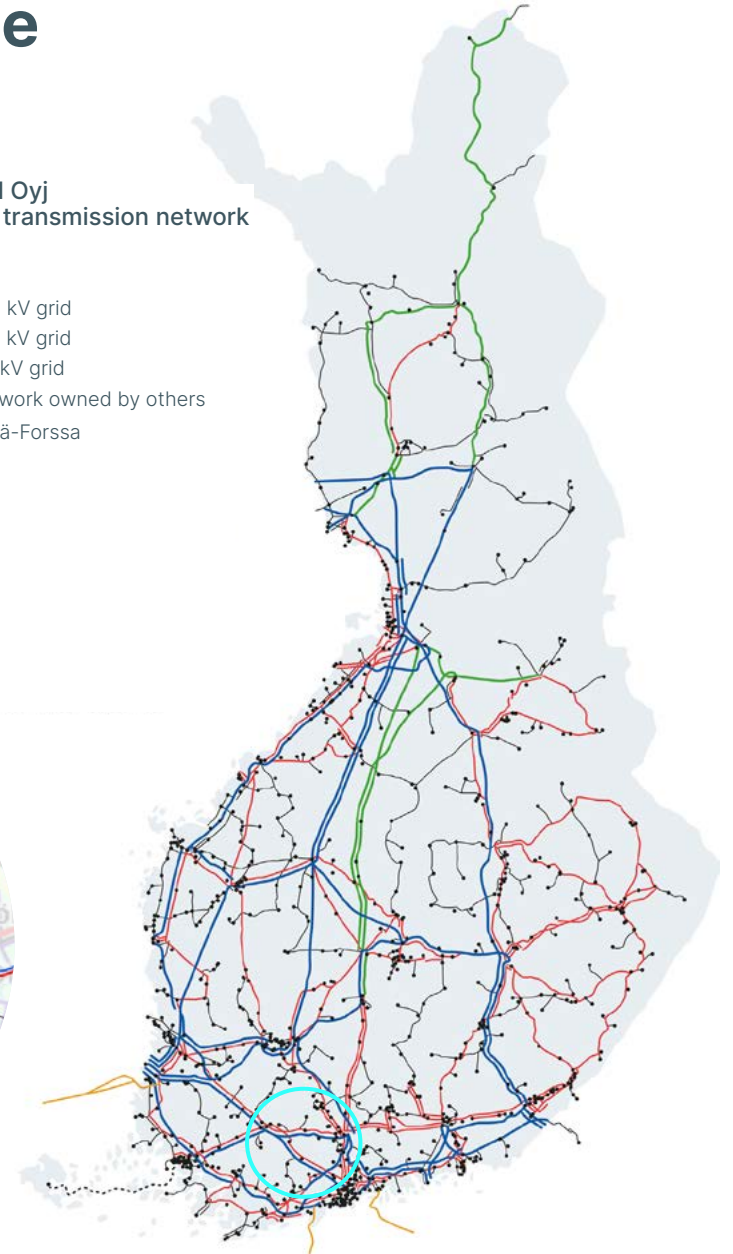 e
Oyj
transmission network
kV grid
kV grid
kV grid
work owned by others
ä-Forssa